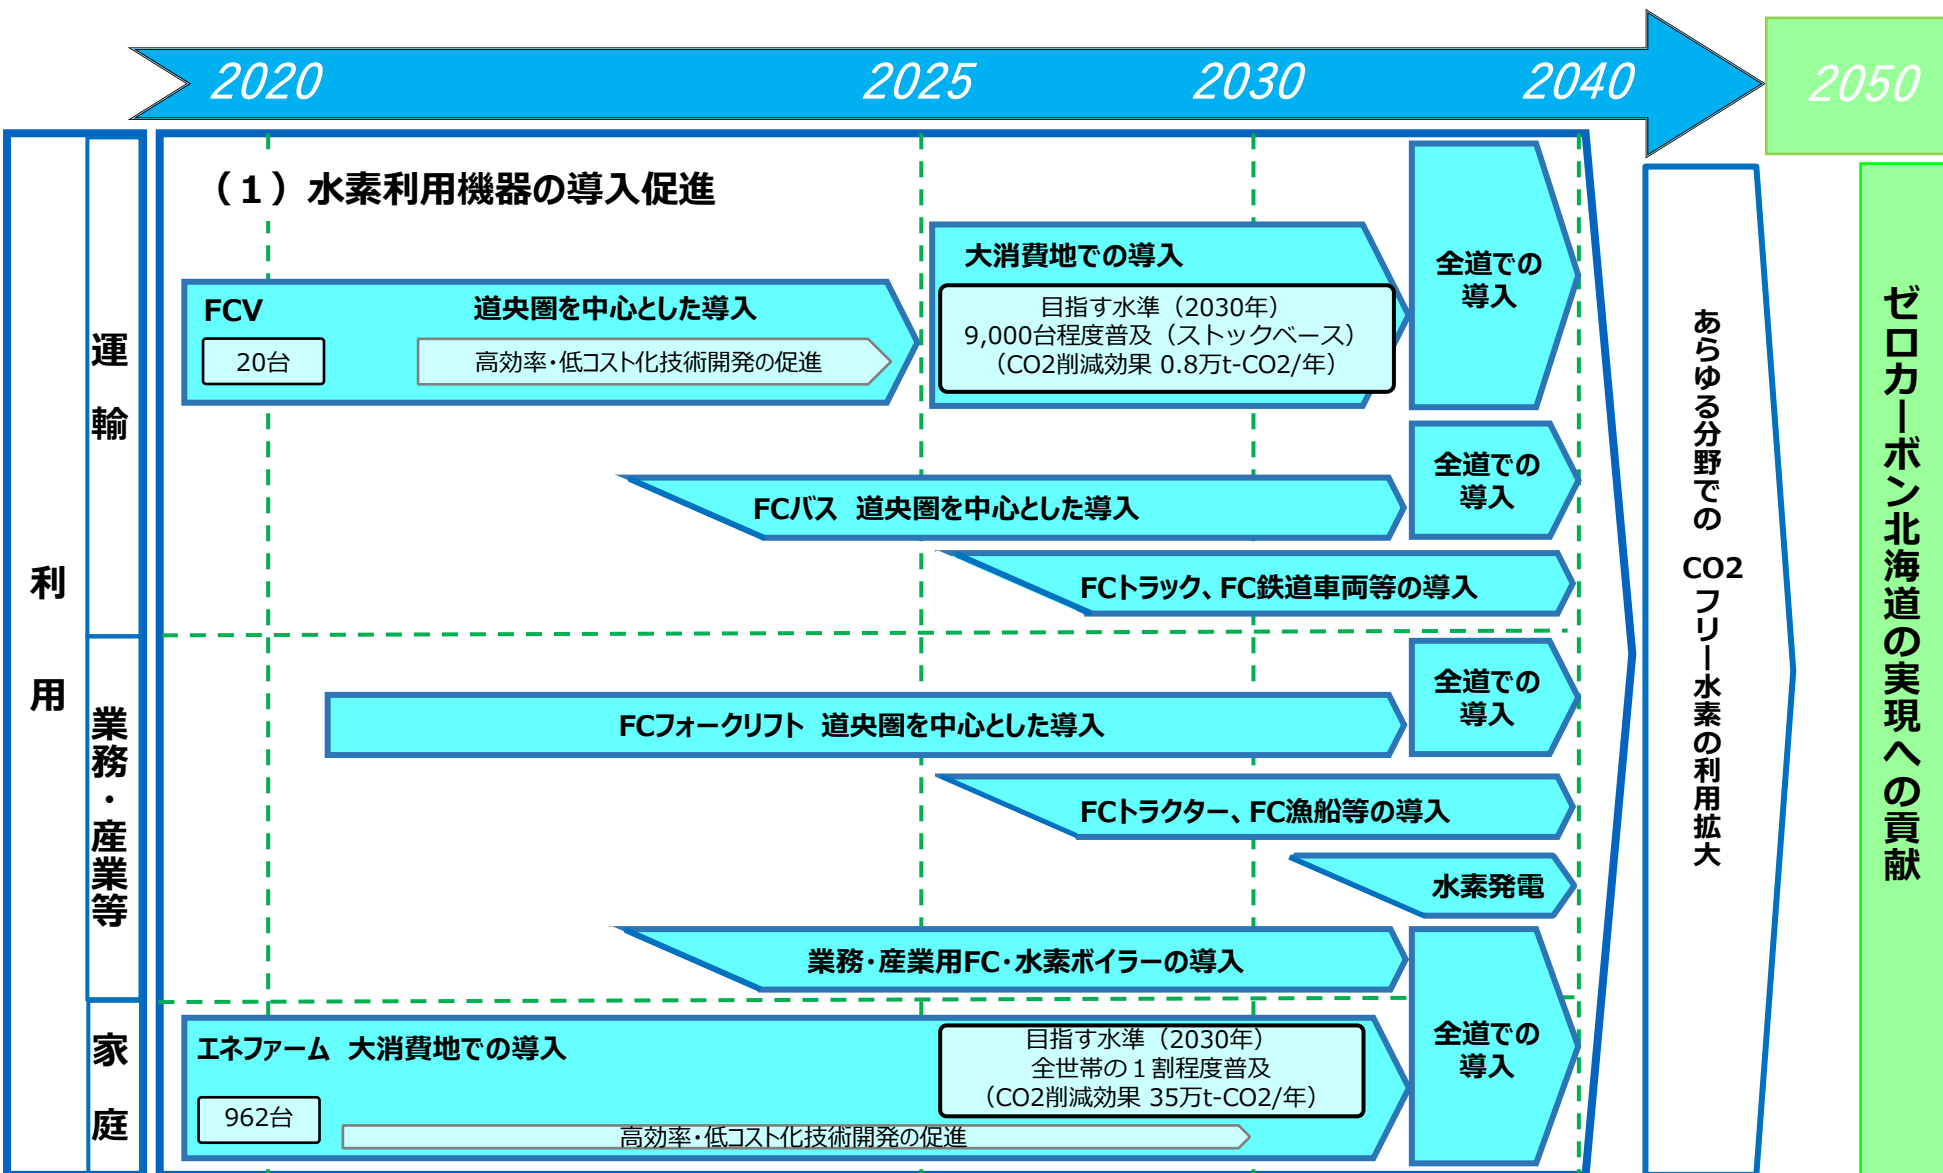 2020
2025
2030
2040
2050
利用
運輸
業務・産業等
家庭
（１）水素利用機器の導入促進
FCV 道央圏を中心とした導入
20台
高効率・低コスト化技術開発の促進
大消費地での導入
目指す水準（2030年）
9,000台程度普及（ストックベース）
（CO2削減効果 0.8万t-CO2/年）
全道での
導入
FCバス 道央圏を中心とした導入
全道での
導入
FCトラック、FC鉄道車両等の導入
FCフォークリフト 道央圏を中心とした導入
全道での
導入
FCトラクター、FC漁船等の導入
水素発電
業務・産業用FC・水素ボイラーの導入
エネファーム 大消費地での導入
962台
目指す水準（2030年）
全世帯の１割程度普及
（CO2削減効果 35万t-CO2/年）
高効率・低コスト化技術開発の促進
全道での
導入
あらゆる分野での CO2フリー水素の利用拡大
ゼロカーボン北海道の実現への貢献